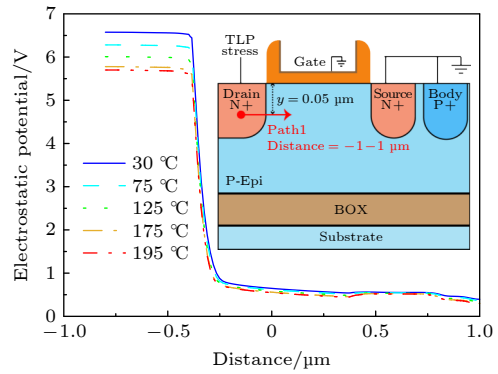 Electrostatic potential/V
7
6
5
4
3
2
1
0
30 ℃
75 ℃
125 ℃
175 ℃
195 ℃
TLP
stress
Gate
Drain
N+
y = 0.05 µm
Source
N+
Body
P+
Path1
Distance = −1−1 µm
P-Epi
BOX
Substrate
−1.0
−0.5
0
0.5
1.0
Distance/µm